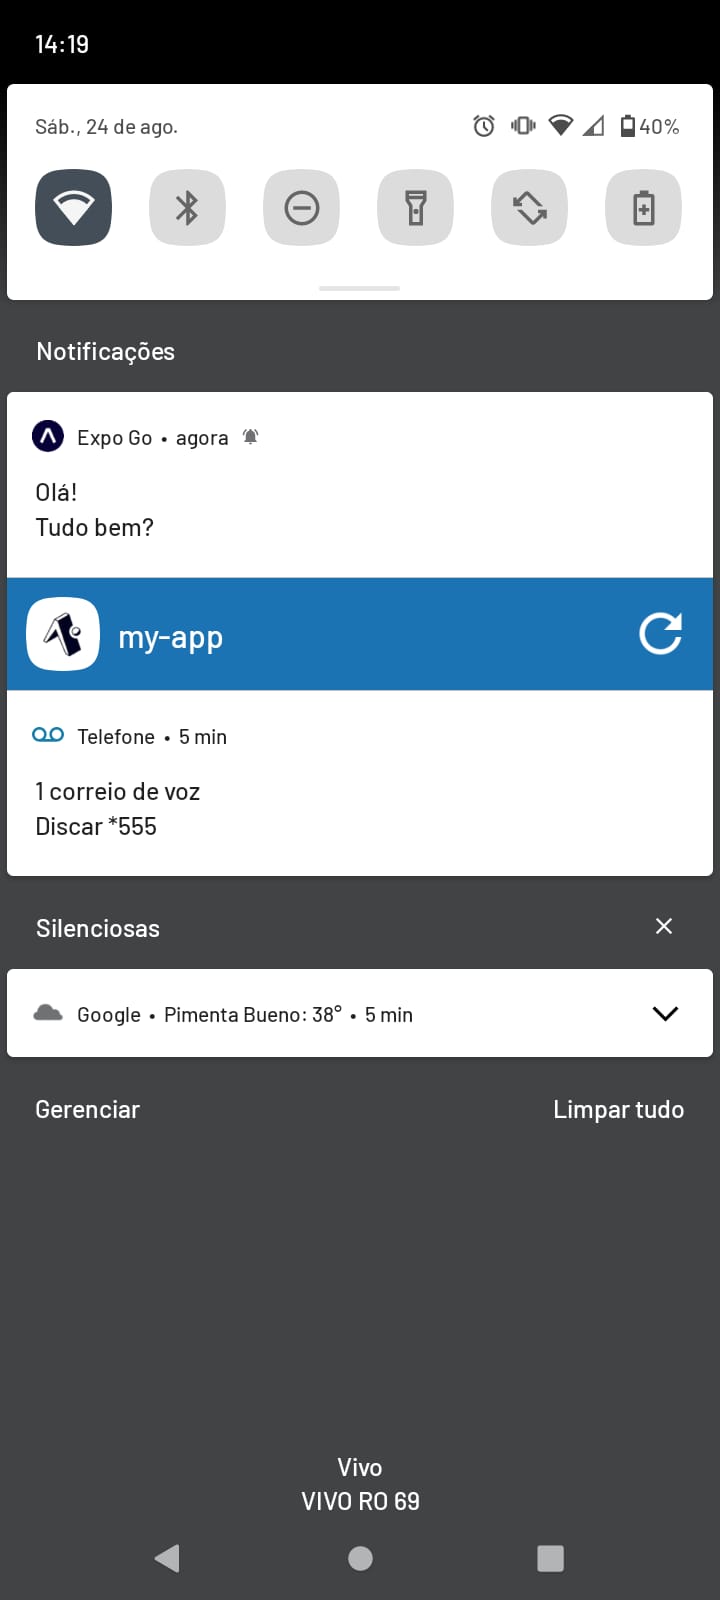 14:19
Sáb., 24 de ago.
40%
Notificações
Expo Go • agora
Olá!
Tudo bem?
my-app
Telefone • 5 min
1 correio de voz
Discar *555
Silenciosas
Google • Pimenta Bueno: 38° • 5 min
Gerenciar
Limpar tudo
Vivo
VIVO RO 69